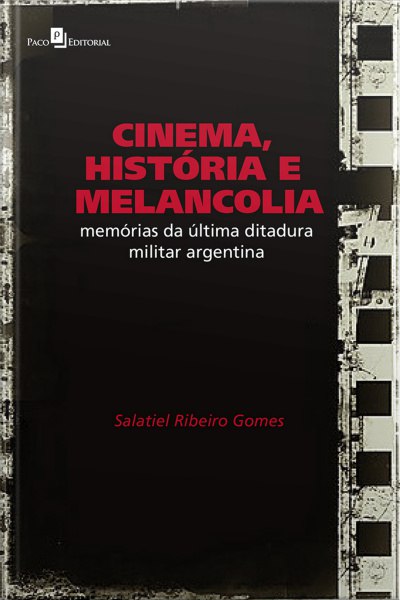 PACO EDITORIAL
CINEMA,
HISTÓRIA E
MELANCOLIA
memórias da última ditadura
militar argentina
Salatiel Ribeiro Gomes